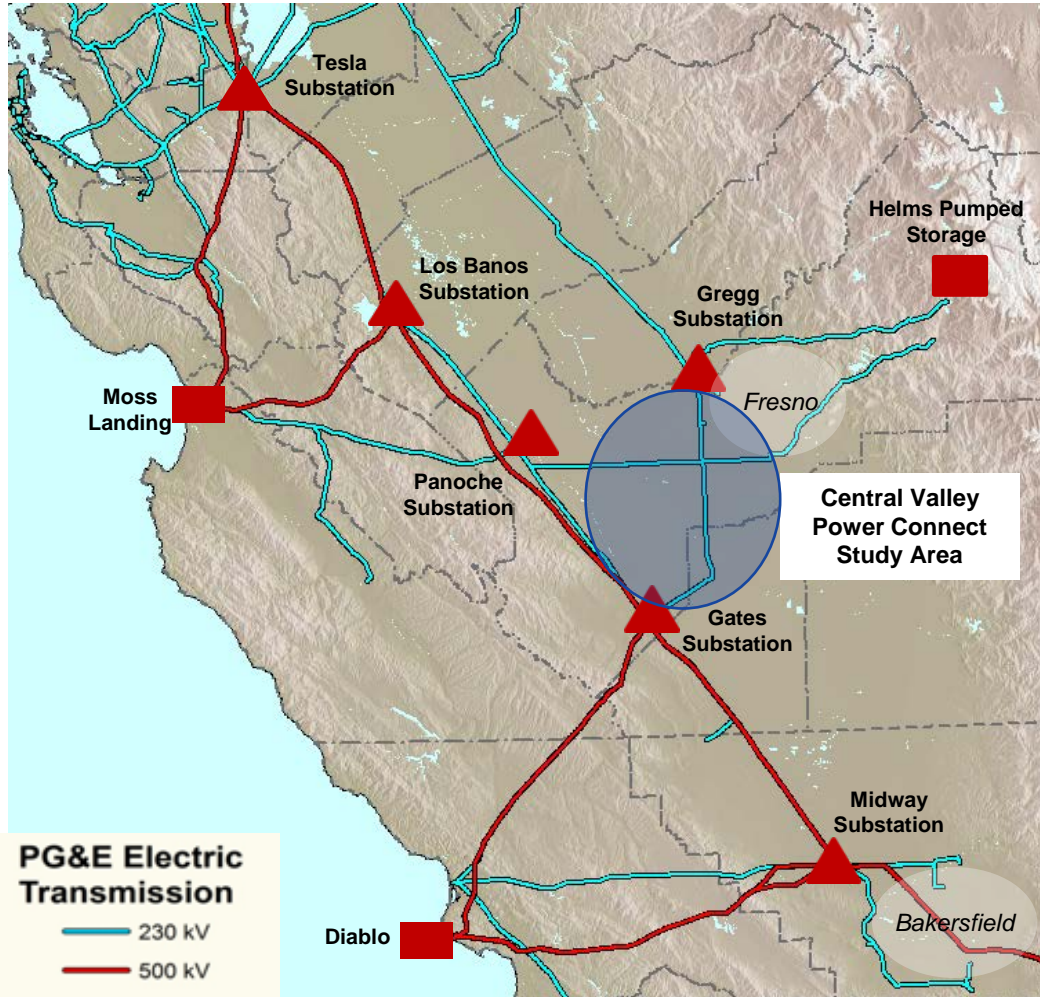 Tesla
Substation
Helms Pumped
Storage
Los Banos
Substation
Gregg
Substation
Moss
Landing
Fresno
Panoche
Substation
Central Valley
Power Connect
Study Area
Gates
Substation
Midway
Substation
PG&E Electric
Transmission
230 kV
500 kV
Diablo
Bakersfield